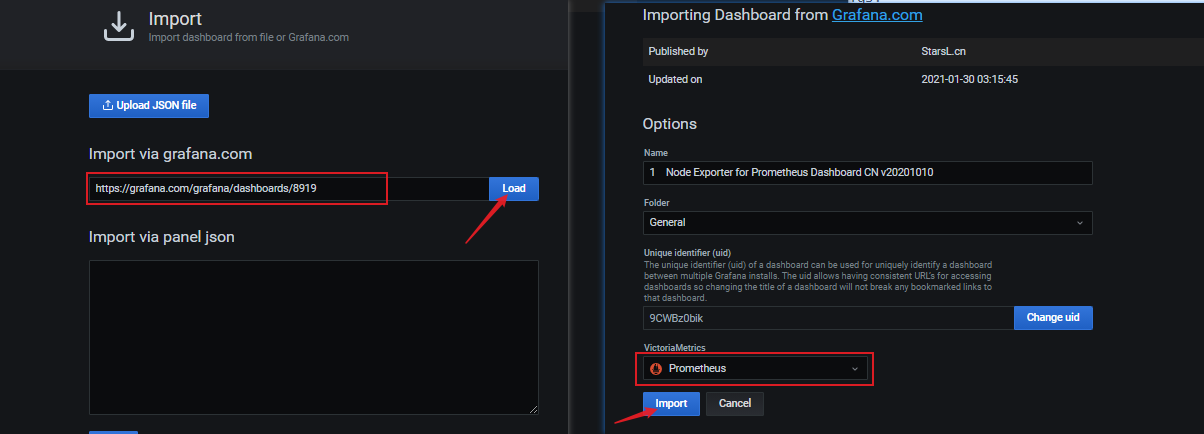 Import
Import dashboard from file or Grafana.com
Upload JSON file
Import via grafana.com
https://grafana.com/grafana/dashboards/8919
Load
Import via panel json
Importing Dashboard from Grafana.com
Published by
StarsL.cn
Updated on
2021-01-30 03:15:45
Options
Name
1 Node Exporter for Prometheus Dashboard CN v20201010
Folder
General
Unique identifier (uid)
The unique identifier (uid) of a dashboard can be used for uniquely identify a dashboard
between multiple Grafana installs. The uid allows having consistent URL's for accessing
dashboards so changing the title of a dashboard will not break any bookmarked links to
that dashboard.
9CWBz0bik
Change uid
VictoriaMetrics
Prometheus
Import
Cancel